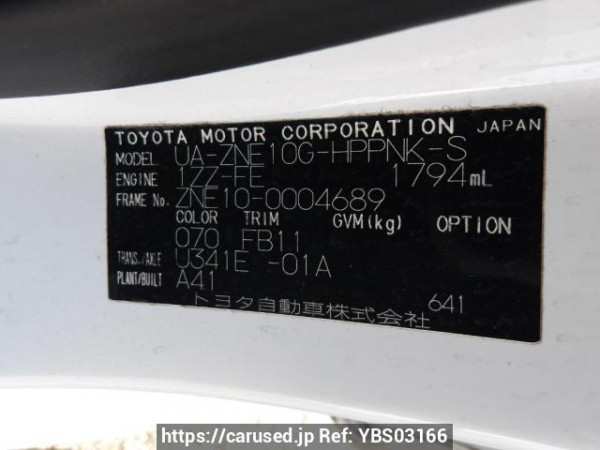 TOYOTA MOTOR CORPORATION JAPAN
MODEL UA-ZNE10G-HPPNK-S
ENGINE 1ZZ-FE 1794mL
FRAME No. ZNE10-0004689
COLOR TRIM GVM(kg) OPTION
070 FB11
TRANS./AXLE U341E -01A
PLANT/BUILT A41
トヨタ自動車株式会社 641
https://carused.jp Ref: YBS03166